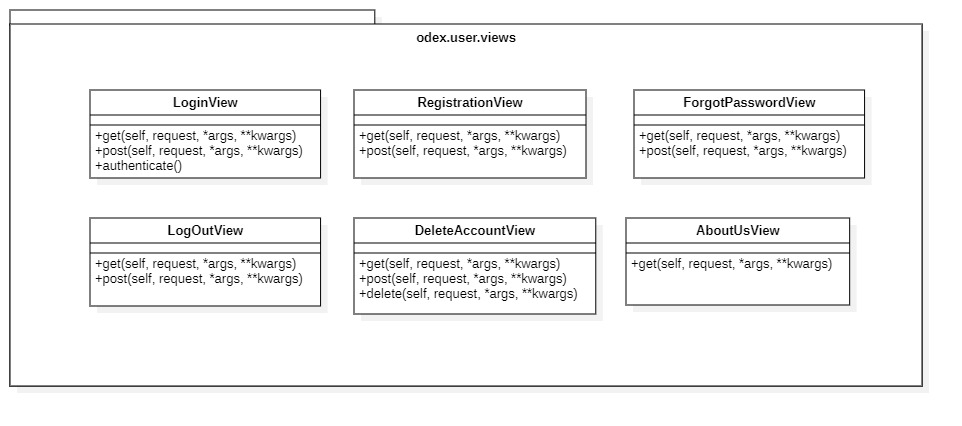 odex.user.views
LoginView
+get(self, request, *args, **kwargs)
+post(self, request, *args, **kwargs)
+authenticate()
RegistrationView
+get(self, request, *args, **kwargs)
+post(self, request, *args, **kwargs)
ForgotPasswordView
+get(self, request, *args, **kwargs)
+post(self, request, *args, **kwargs)
LogOutView
+get(self, request, *args, **kwargs)
+post(self, request, *args, **kwargs)
DeleteAccountView
+get(self, request, *args, **kwargs)
+post(self, request, *args, **kwargs)
+delete(self, request, *args, **kwargs)
AboutUsView
+get(self, request, *args, **kwargs)